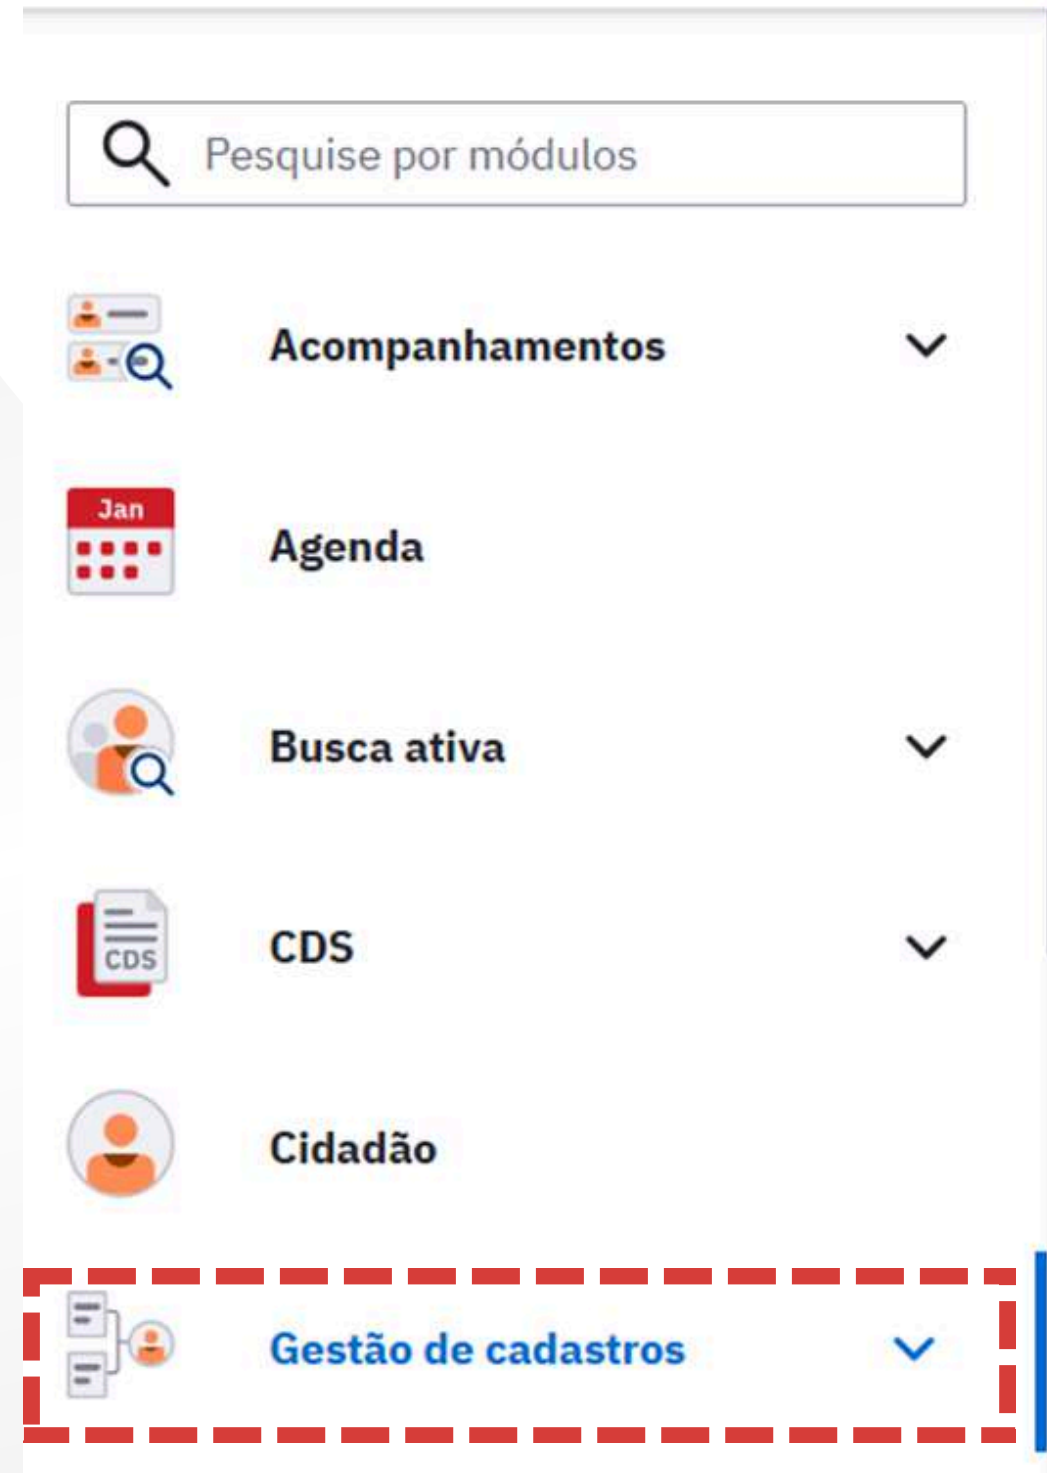 Pesquise por módulos
Acompanhamentos
Jan
Agenda
Busca ativa
CDS
CDS
Cidadão
Gestão de cadastros